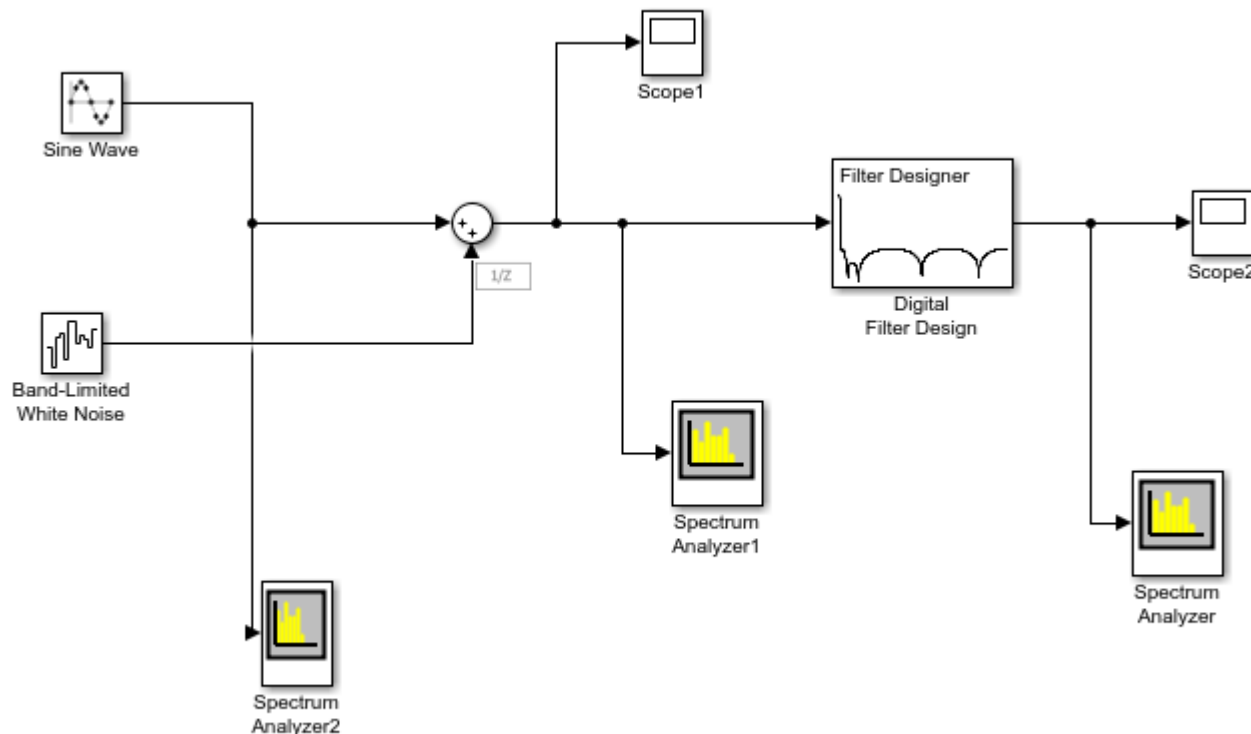 Scope1
Sine Wave
Filter Designer
1/Z
Scope2
Digital
Filter Design
Band-Limited
White Noise
Spectrum
Analyzer1
Spectrum
Analyzer
Spectrum
Analyzer2